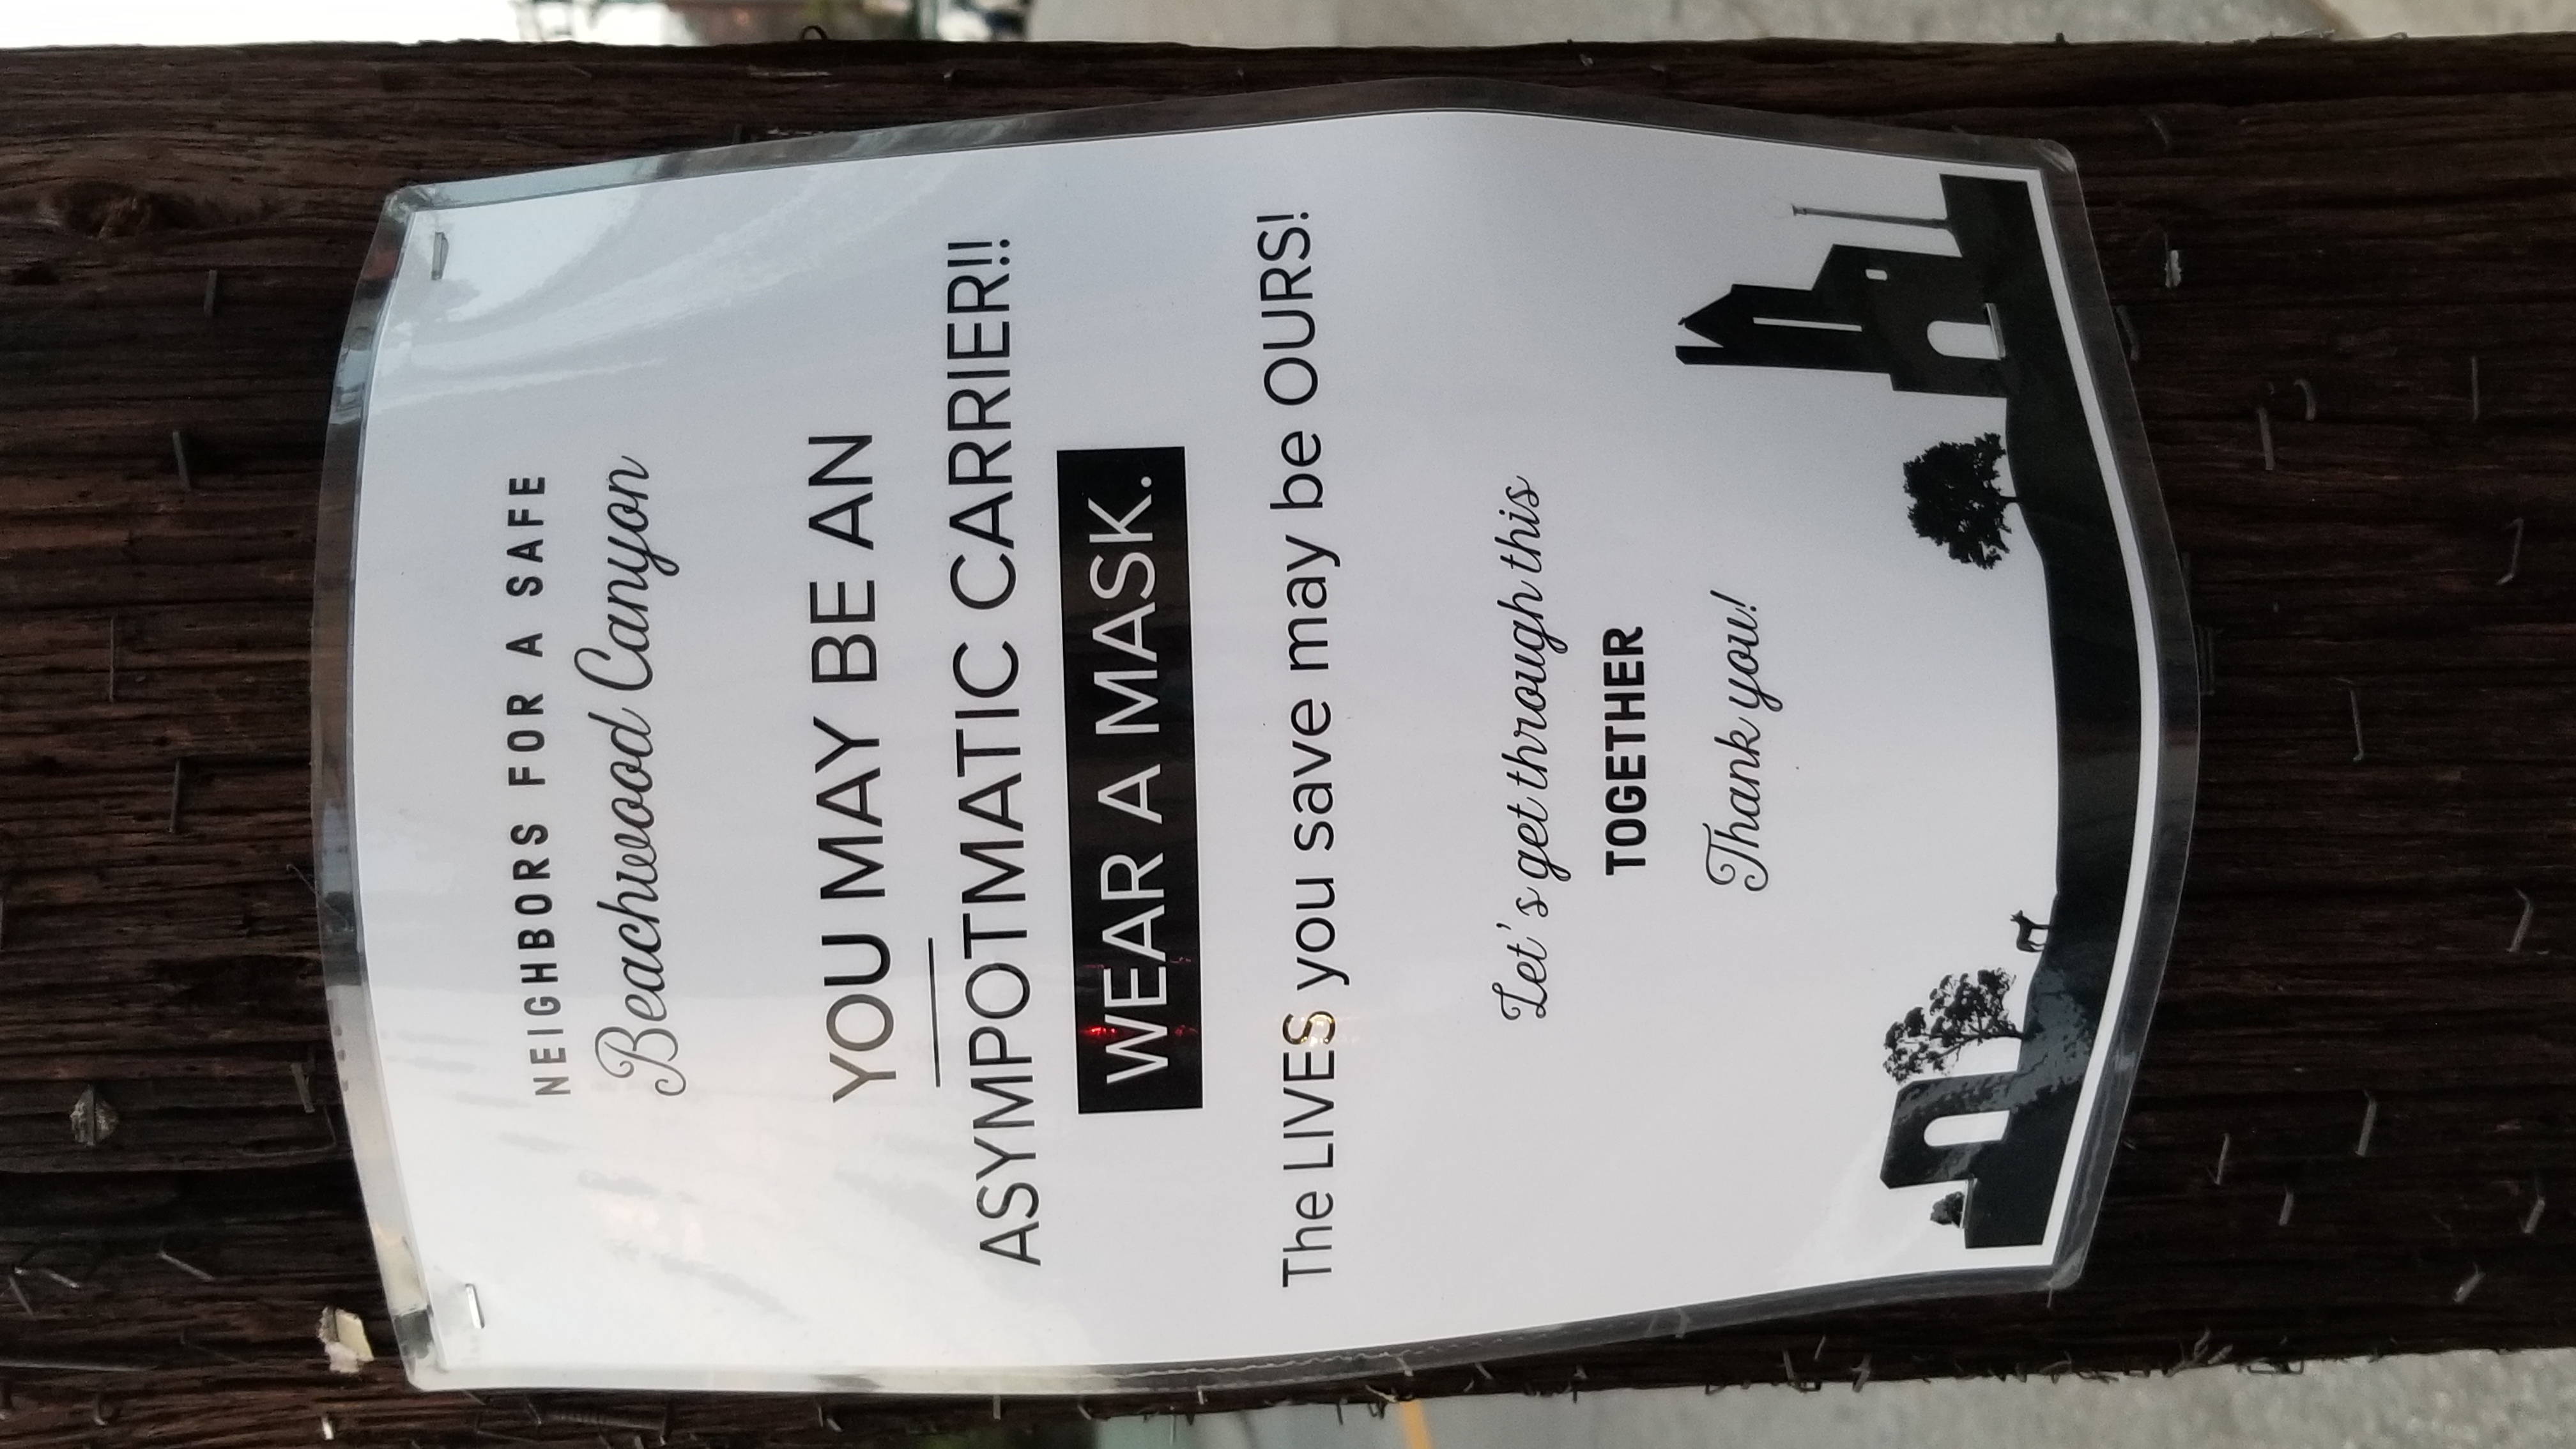 NEIGHBORS FOR A SAFE
Beachwood Canyon
YOU MAY BE AN
ASYMPOTMATIC CARRIER!!
WEAR A MASK.
The LIVES you save may be OURS!
Let's get through this
TOGETHER
Thank you!